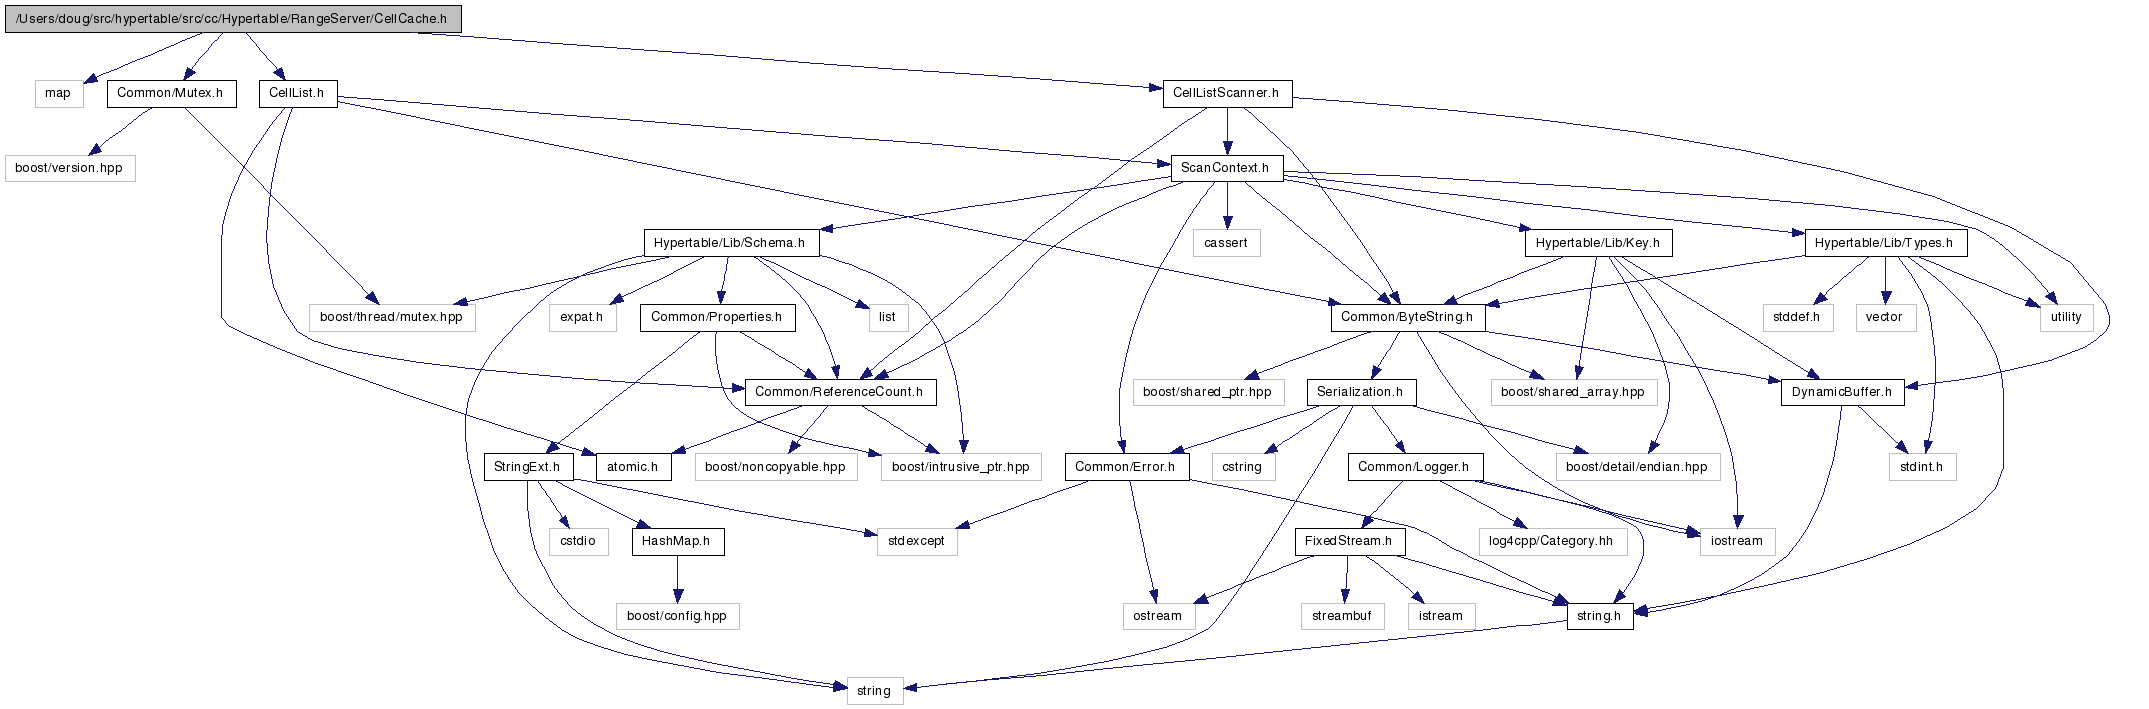 /Users/doug/src/hypertable/src/cc/Hypertable/RangeServer/CellCache.h
map
Common/Mutex.h
CellList.h
CellListScanner.h
boost/version.hpp
ScanContext.h
Hypertable/Lib/Schema.h
cassert
Hypertable/Lib/Key.h
Hypertable/Lib/Types.h
boost/thread/mutex.hpp
expat.h
Common/Properties.h
list
Common/ByteString.h
stddef.h
vector
utility
Common/ReferenceCount.h
boost/shared_ptr.hpp
Serialization.h
boost/shared_array.hpp
DynamicBuffer.h
StringExt.h
atomic.h
boost/noncopyable.hpp
boost/intrusive_ptr.hpp
Common/Error.h
cstring
Common/Logger.h
boost/detail/endian.hpp
stdint.h
cstdio
HashMap.h
stdexcept
FixedStream.h
log4cpp/Category.hh
iostream
boost/config.hpp
ostream
streambuf
istream
string.h
string